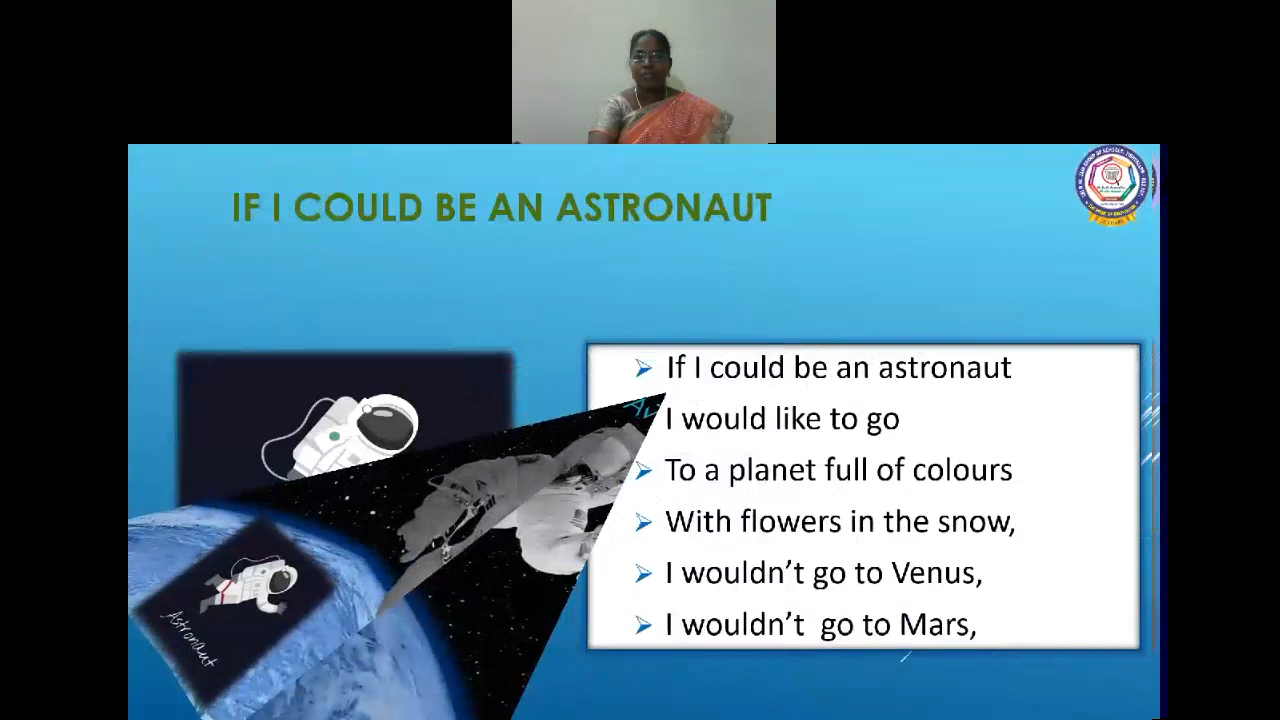 IF I COULD BE AN ASTRONAUT
If I could be an astronaut
I would like to go
To a planet full of colours
With flowers in the snow,
I wouldn’t go to Venus,
I wouldn’t  go to Mars,
Astronaut